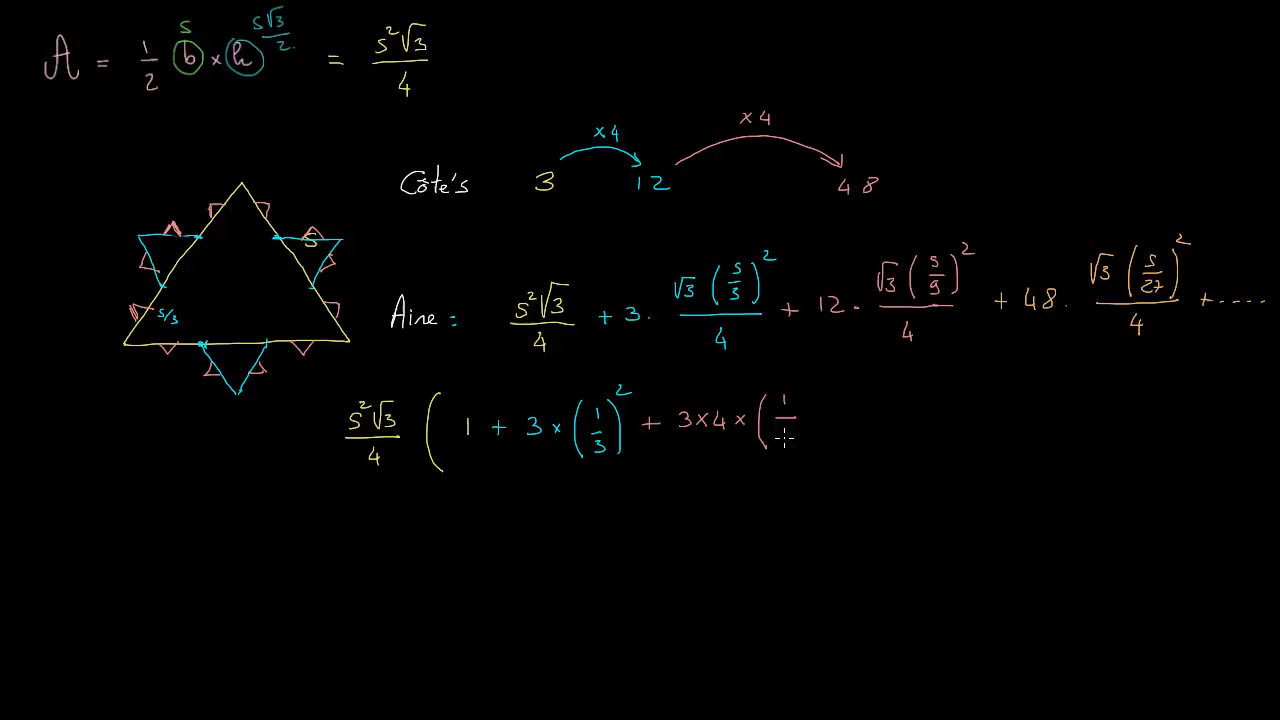 𝒜 = 1/2 b × h = s²√3/4
s s√3/2
×4 ×4
Côte's 3 12 48
s
s/3
Aire : s²√3/4 + 3 · √3(s/3)²/4 + 12 · √3(s/9)²/4 + 48 · √3(s/27)²/4 + ....
s²√3/4 ( 1 + 3 × (1/3)² + 3×4× (1/